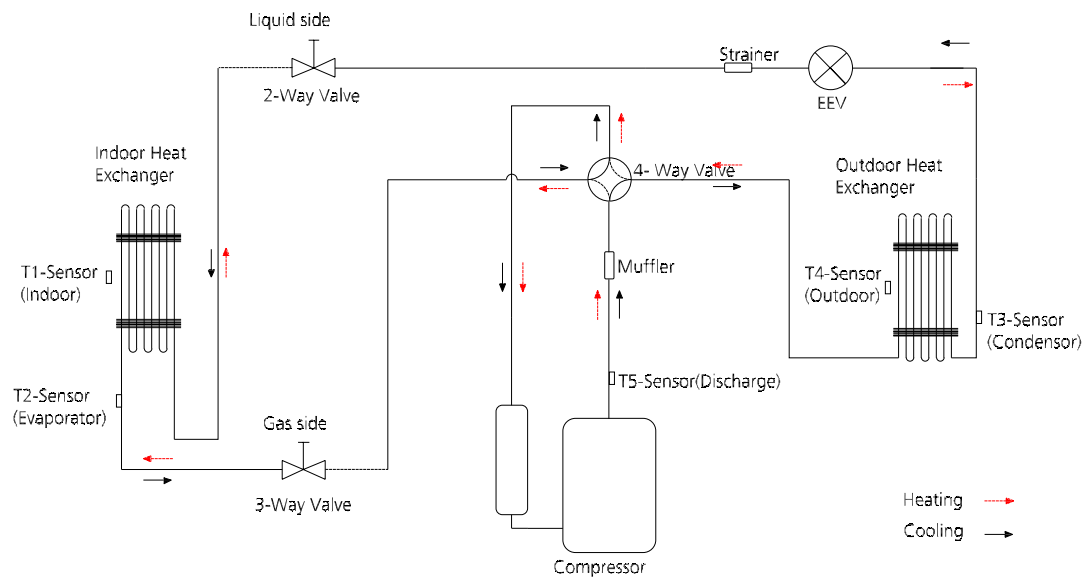 Liquid side
2-Way Valve
Strainer
EEV
Indoor Heat
Exchanger
4- Way Valve
Outdoor Heat
Exchanger
T1-Sensor
(Indoor)
Muffler
T4-Sensor
(Outdoor)
T3-Sensor
(Condensor)
T2-Sensor
(Evaporator)
T5-Sensor(Discharge)
Gas side
3-Way Valve
Compressor
Heating
Cooling